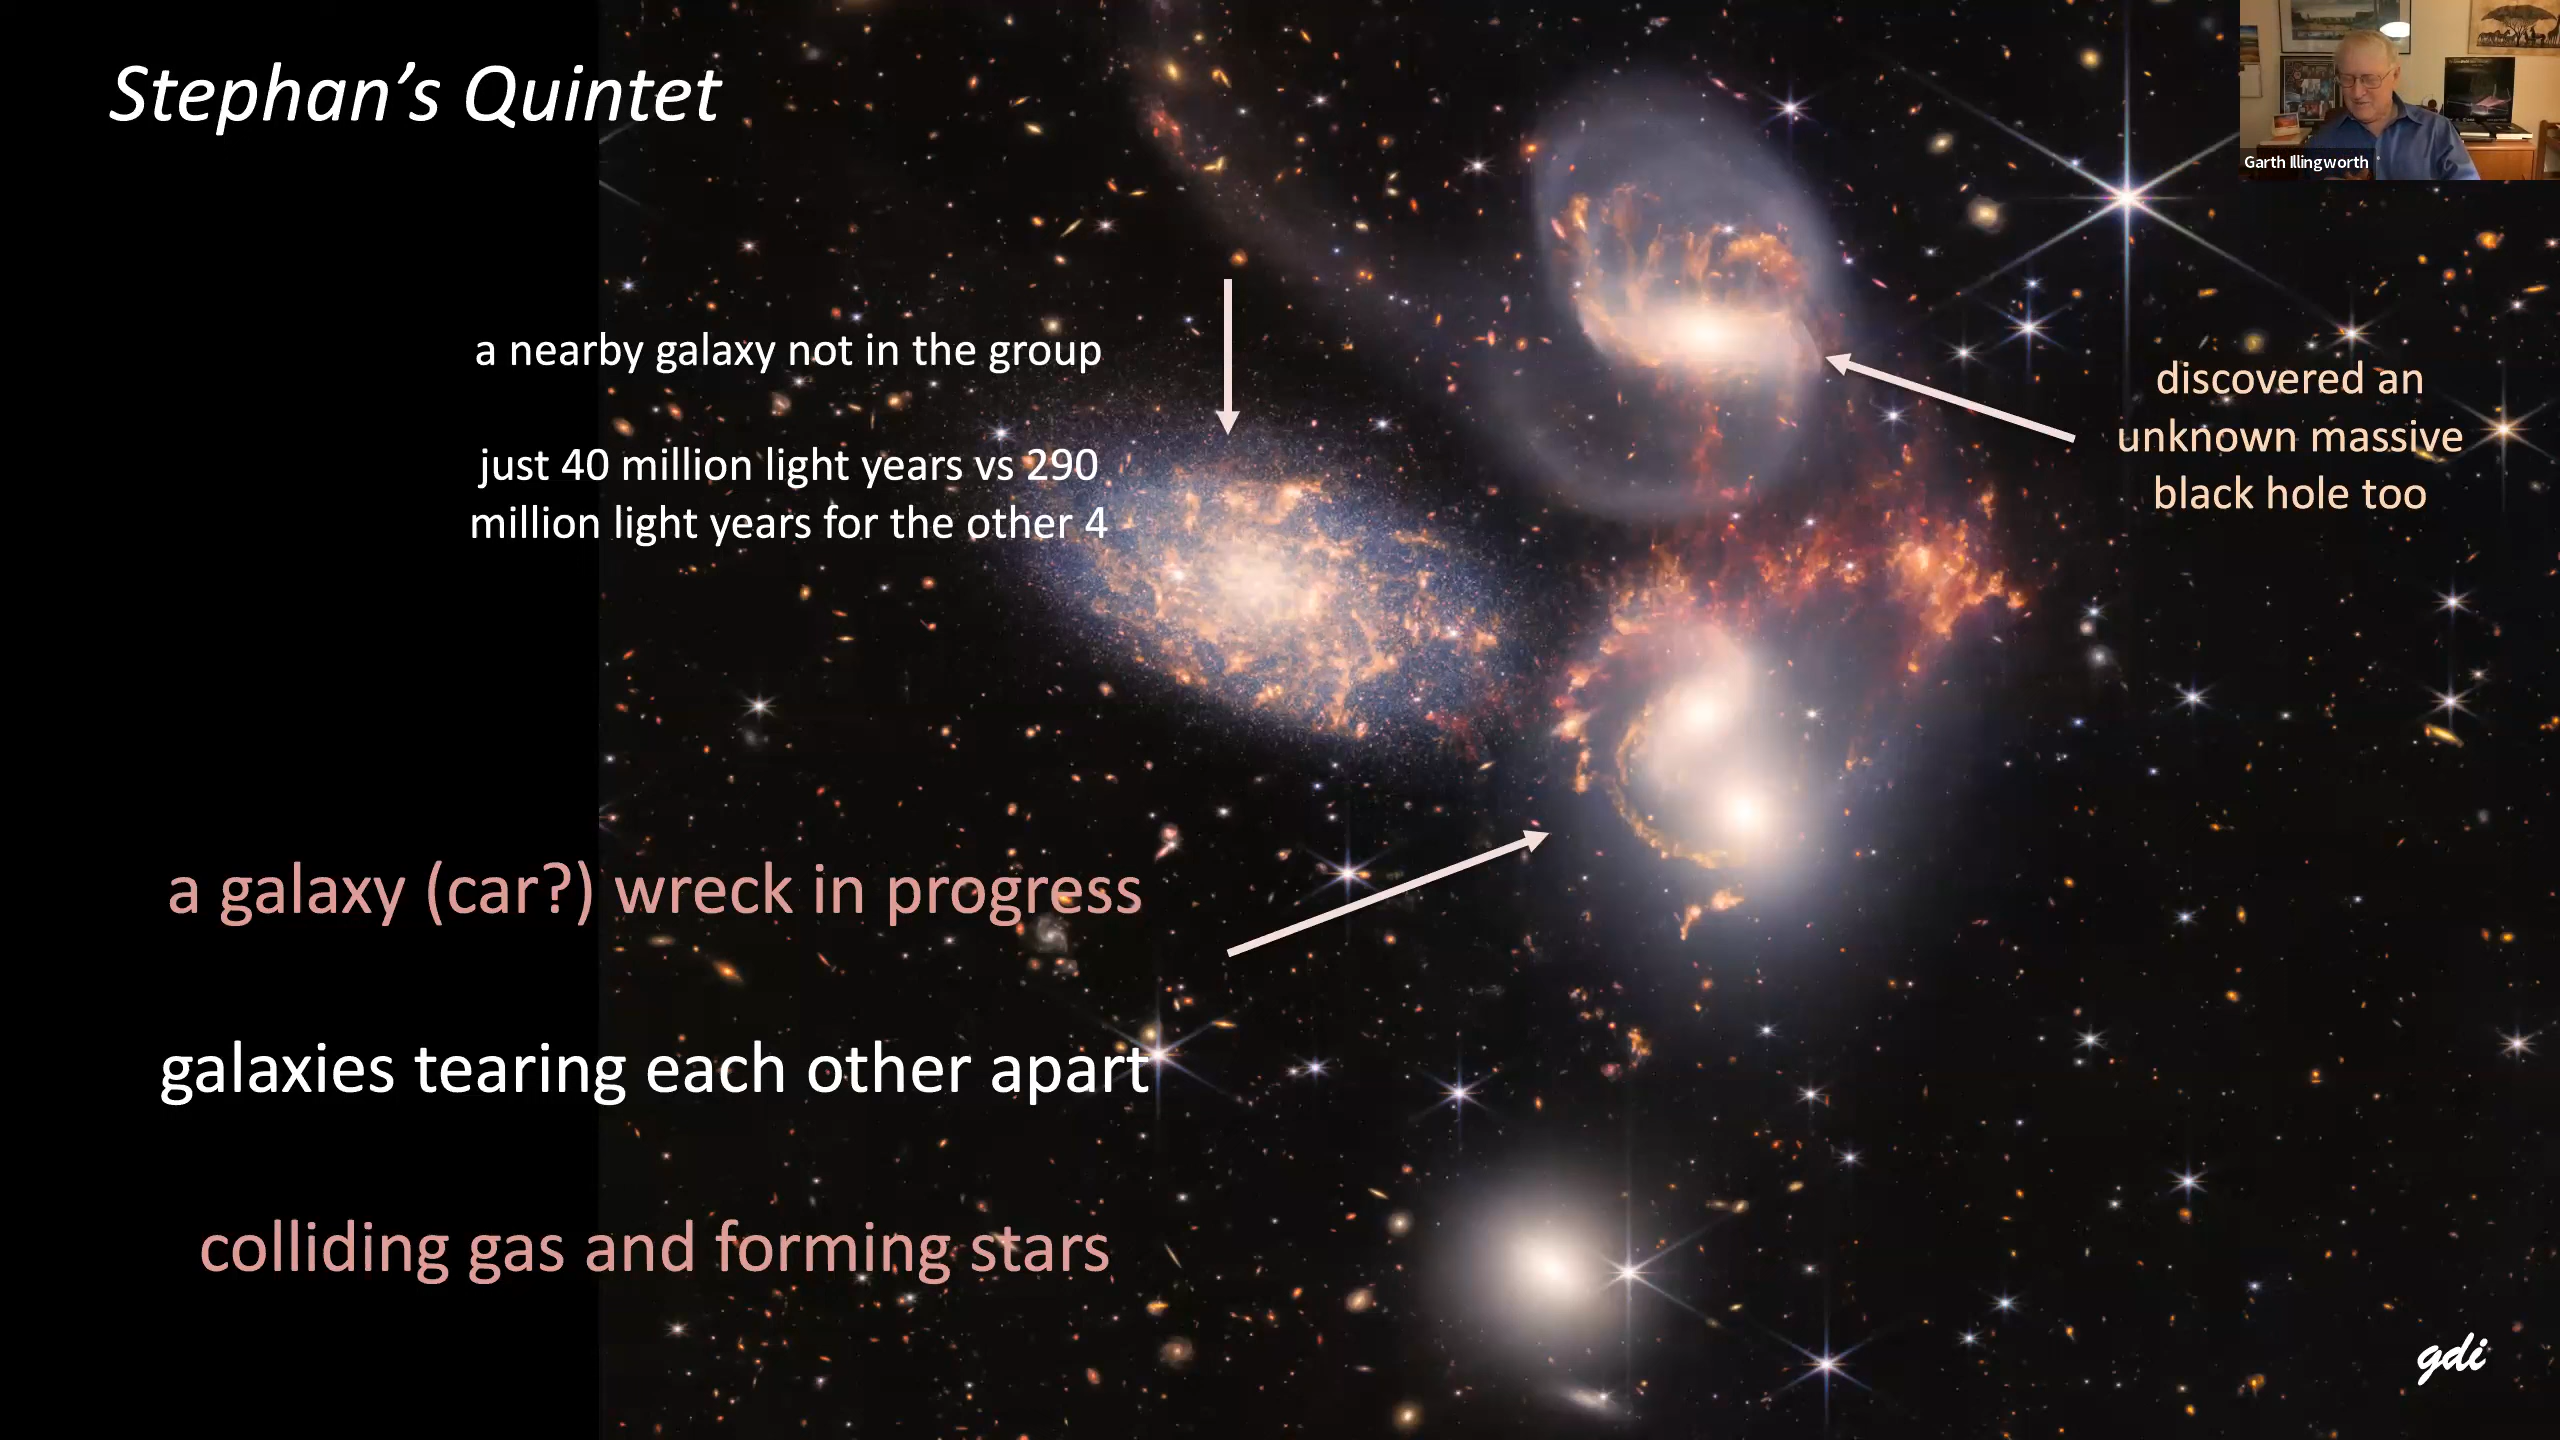 Stephan's Quintet
Garth Illingworth
a nearby galaxy not in the group
just 40 million light years vs 290
million light years for the other 4
discovered an
unknown massive
black hole too
a galaxy (car?) wreck in progress
galaxies tearing each other apart
colliding gas and forming stars
gdi